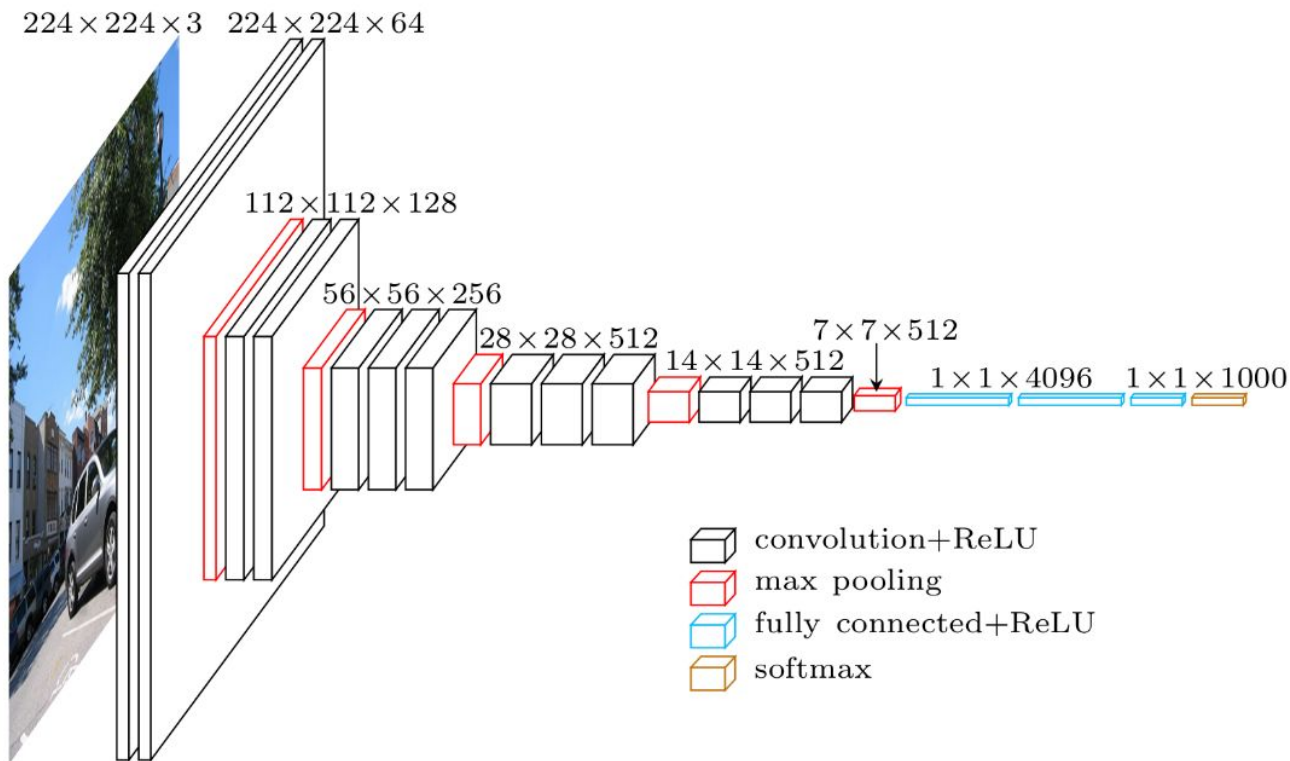 224×224×3
224×224×64
112×112×128
56×56×256
28×28×512
14×14×512
7×7×512
1×1×4096
1×1×1000
convolution+ReLU
max pooling
fully connected+ReLU
softmax